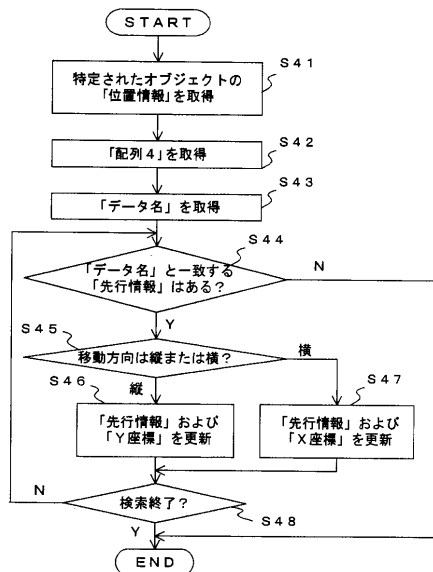 START
特定されたオブジェクトの
「位置情報」を取得
S41
「配列4」を取得
S42
「データ名」を取得
S43
「データ名」と一致する
「先行情報」はある?
S44
N
Y
S45
移動方向は縦または横?
横
縦
S46
「先行情報」および
「Y座標」を更新
S47
「先行情報」および
「X座標」を更新
N
検索終了?
S48
Y
END